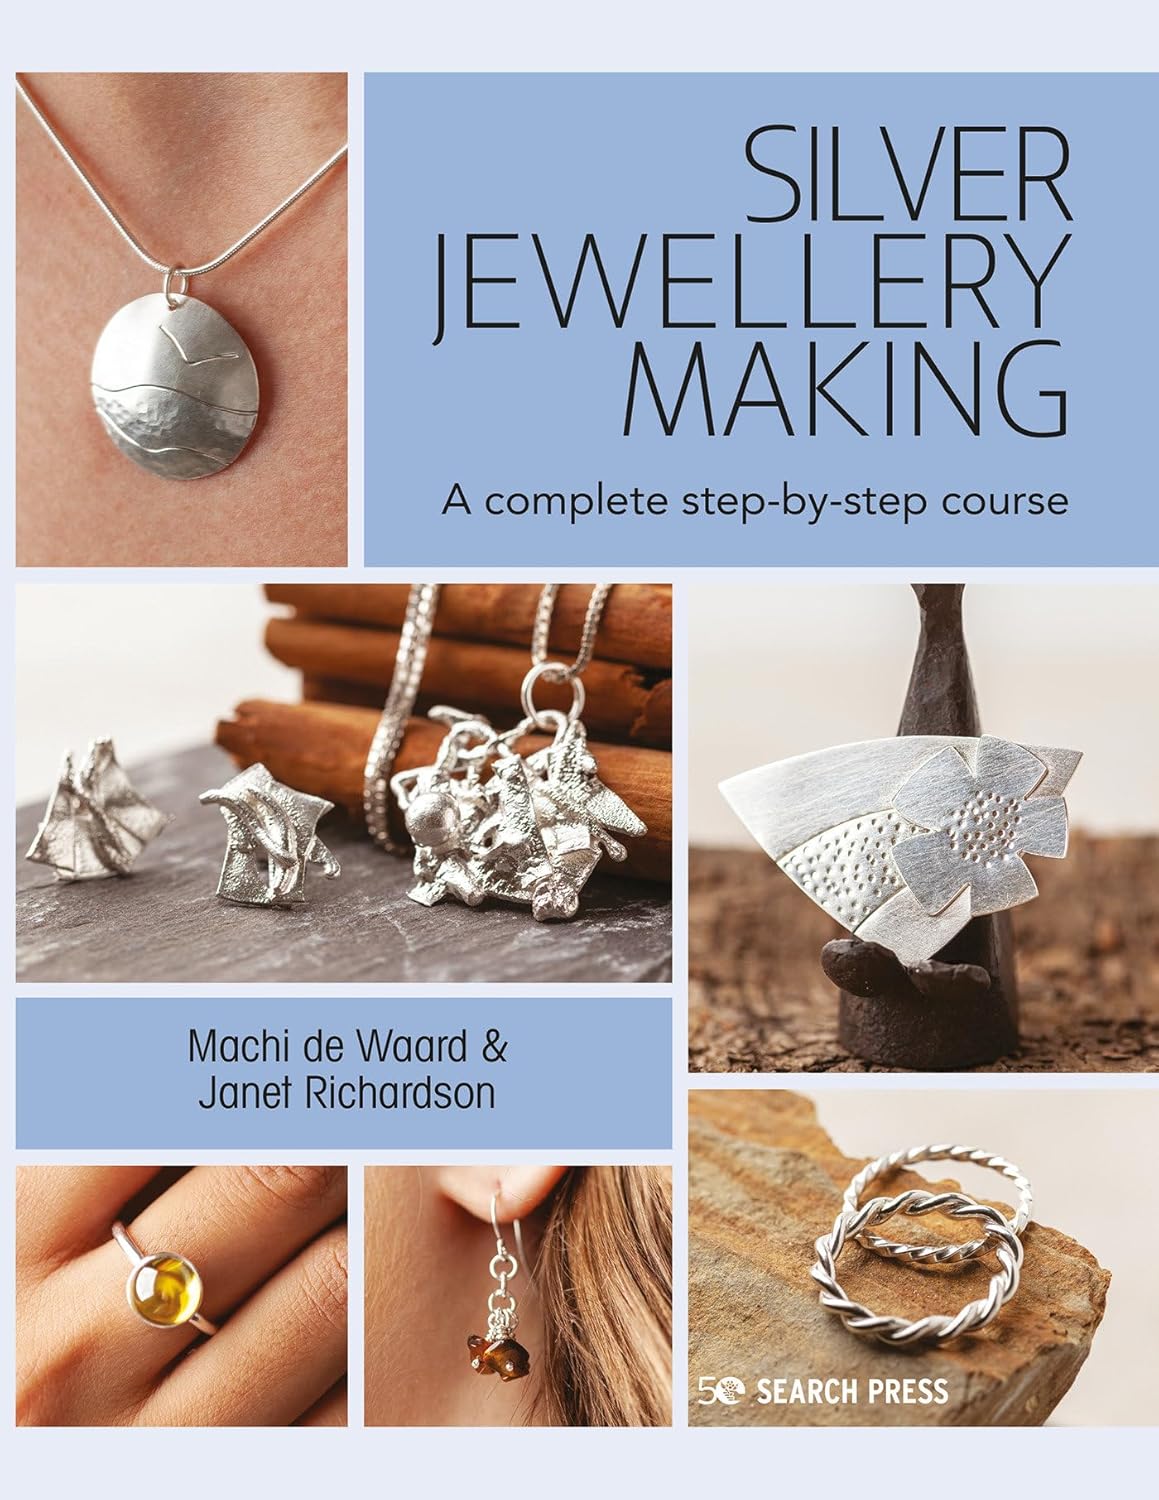 SILVER
JEWELLERY
MAKING
A complete step-by-step course
Machi de Waard &
Janet Richardson
50 SEARCH PRESS